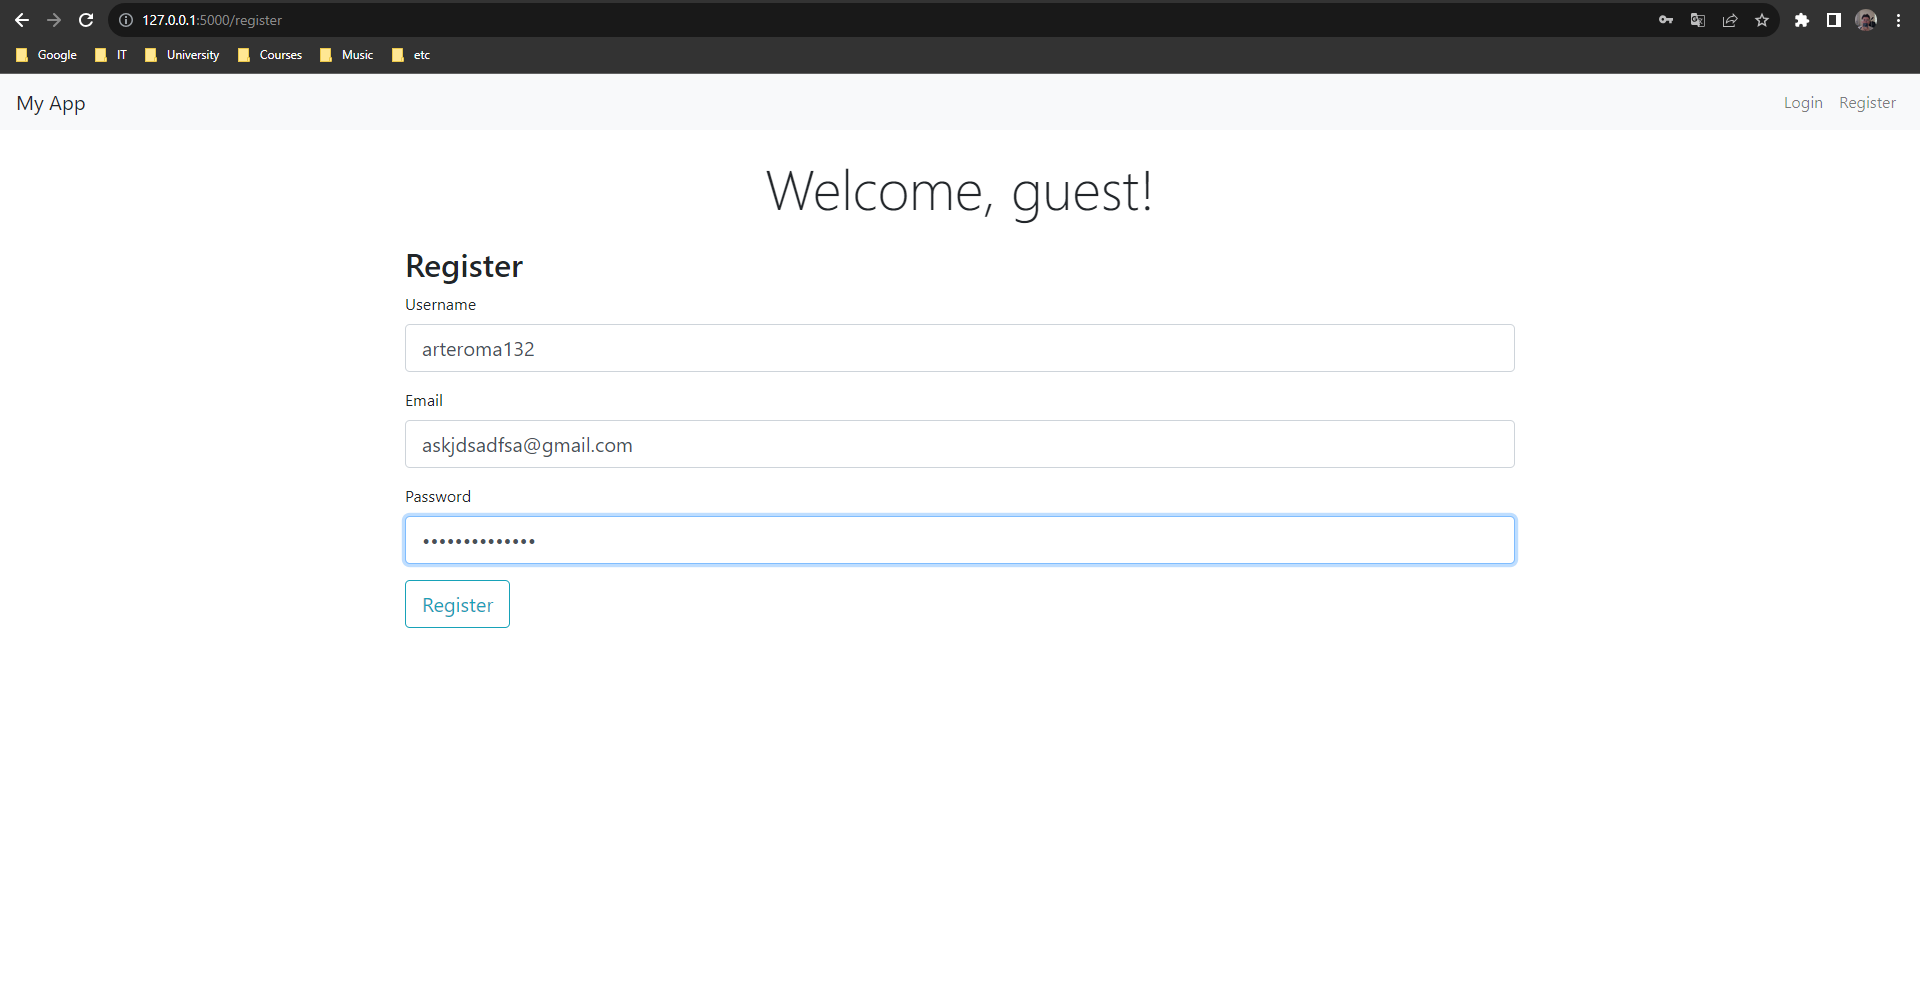 127.0.0.1:5000/register
Google IT University Courses Music etc
My App Login Register
Welcome, guest!
Register
Username
arteroma132
Email
askjdsadfsa@gmail.com
Password
••••••••••••••
Register